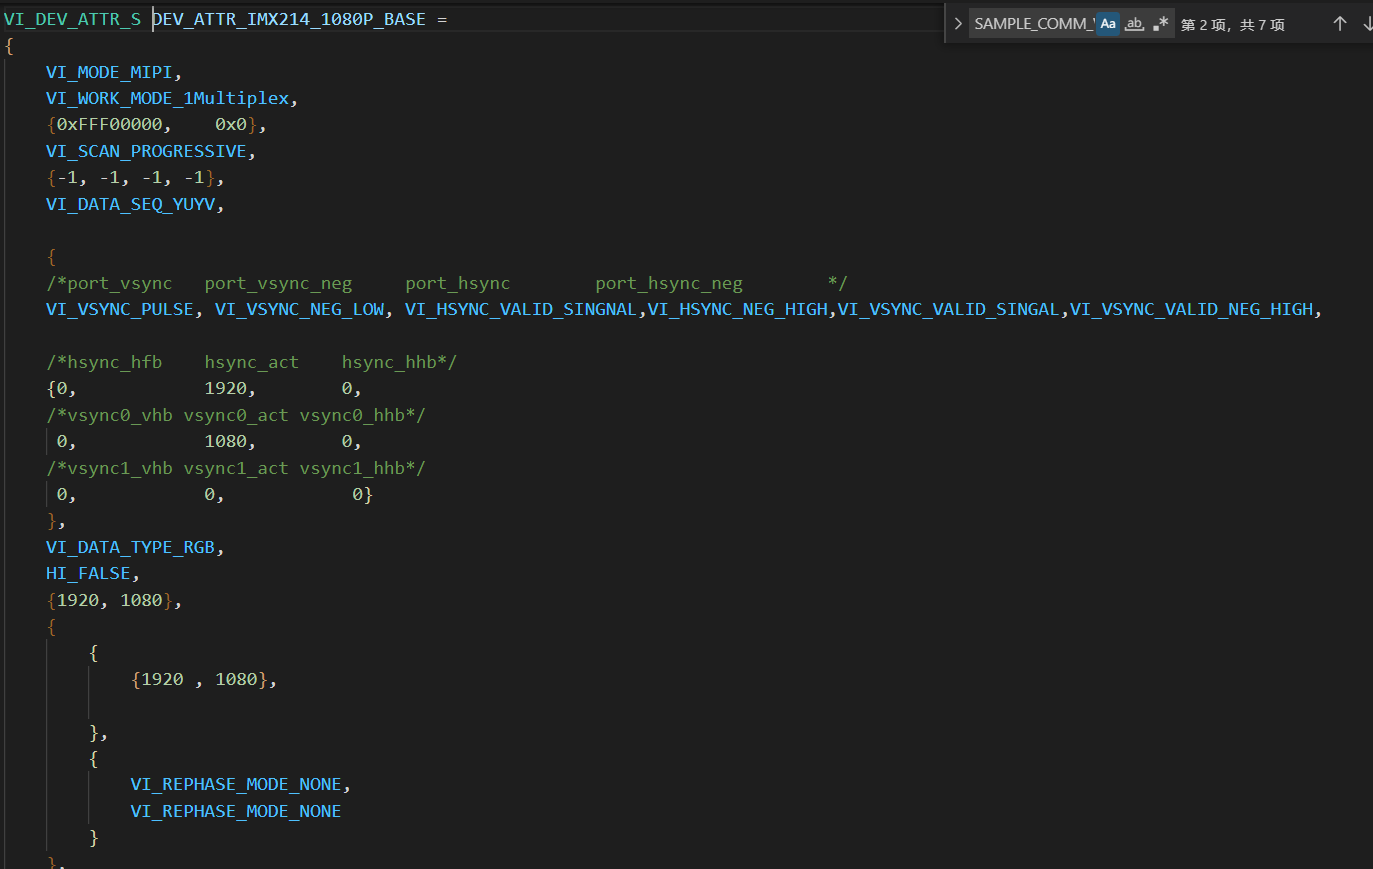 VI_DEV_ATTR_S DEV_ATTR_IMX214_1080P_BASE =
SAMPLE_COMM_ Aa ab. .* 第 2 项，共 7 项
{
VI_MODE_MIPI,
VI_WORK_MODE_1Multiplex,
{0xFFF00000, 0x0},
VI_SCAN_PROGRESSIVE,
{-1, -1, -1, -1},
VI_DATA_SEQ_YUYV,
{
/*port_vsync port_vsync_neg port_hsync port_hsync_neg */
VI_VSYNC_PULSE, VI_VSYNC_NEG_LOW, VI_HSYNC_VALID_SINGNAL,VI_HSYNC_NEG_HIGH,VI_VSYNC_VALID_SINGAL,VI_VSYNC_VALID_NEG_HIGH,
/*hsync_hfb hsync_act hsync_hhb*/
{0, 1920, 0,
/*vsync0_vhb vsync0_act vsync0_hhb*/
0, 1080, 0,
/*vsync1_vhb vsync1_act vsync1_hhb*/
0, 0, 0}
},
VI_DATA_TYPE_RGB,
HI_FALSE,
{1920, 1080},
{
{
{1920 , 1080},
},
{
VI_REPHASE_MODE_NONE,
VI_REPHASE_MODE_NONE
}
},